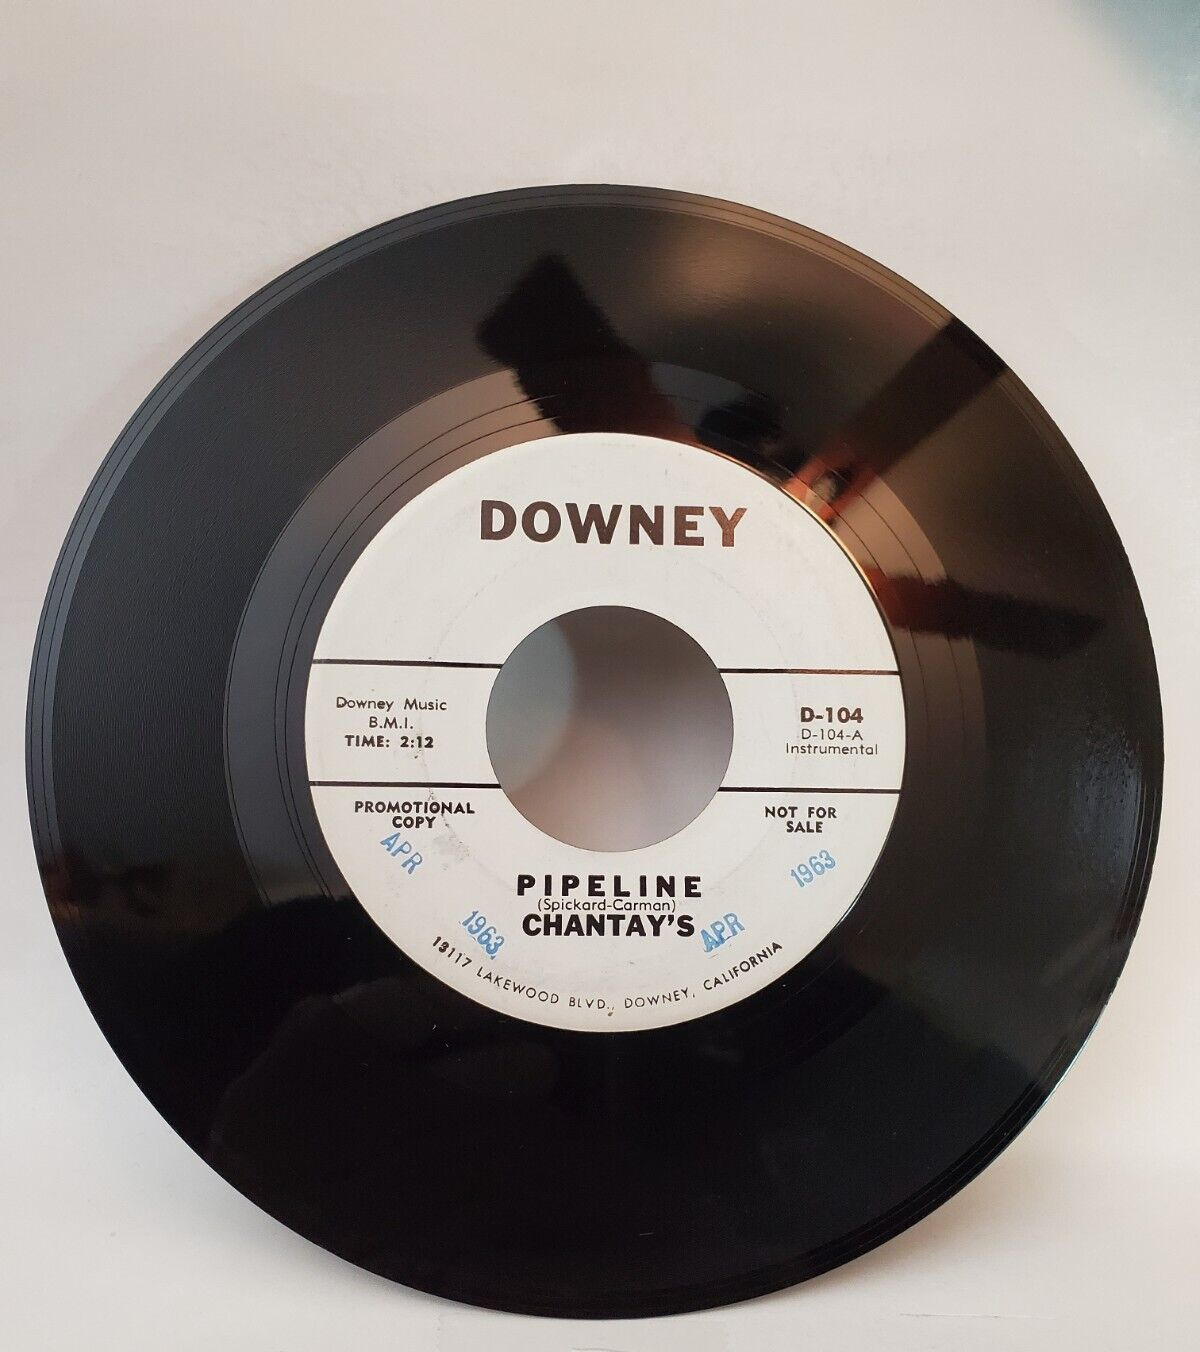 DOWNEY
Downey Music
B.M.I.
TIME: 2:12
D-104
D-104-A
Instrumental
PROMOTIONAL
COPY
NOT FOR
SALE
APR
1963
PIPELINE
(Spickard-Carman)
CHANTAY'S
1963
APR
13117 LAKEWOOD BLVD., DOWNEY, CALIFORNIA